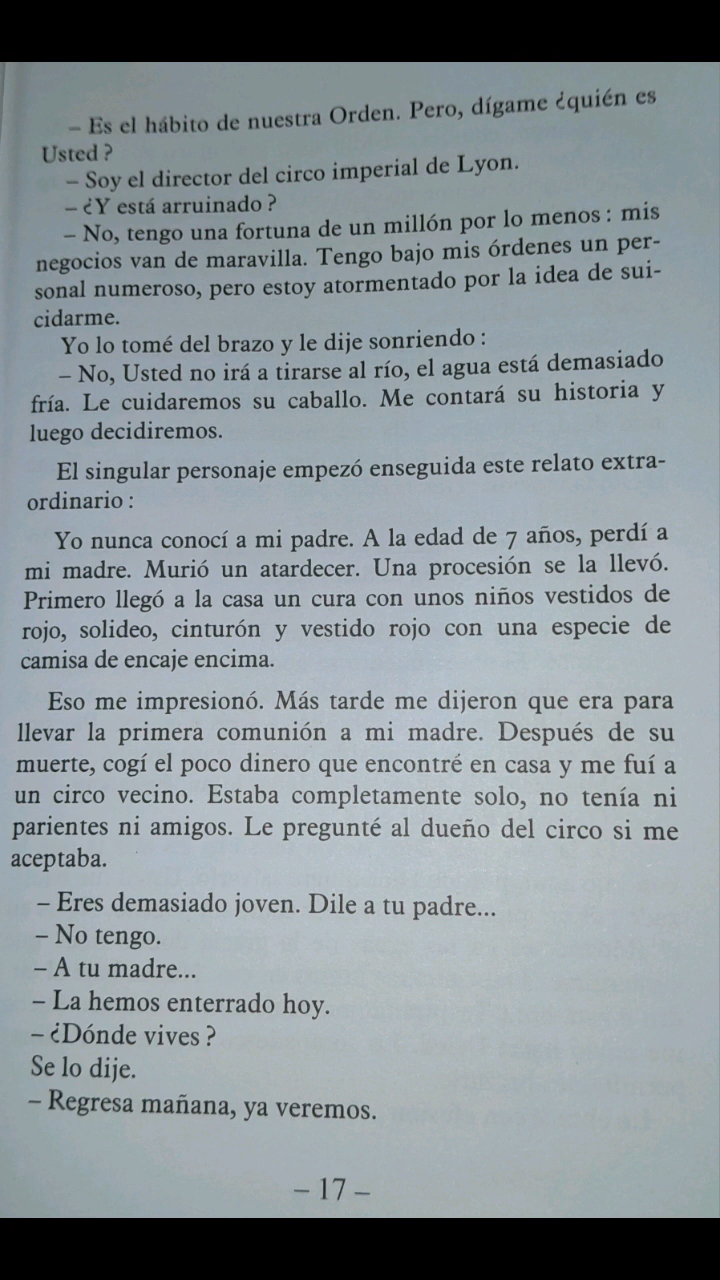 – Es el hábito de nuestra Orden. Pero, dígame ¿quién es
Usted ?
– Soy el director del circo imperial de Lyon.
– ¿Y está arruinado ?
– No, tengo una fortuna de un millón por lo menos : mis
negocios van de maravilla. Tengo bajo mis órdenes un per-
sonal numeroso, pero estoy atormentado por la idea de sui-
cidarme.
Yo lo tomé del brazo y le dije sonriendo :
– No, Usted no irá a tirarse al río, el agua está demasiado
fría. Le cuidaremos su caballo. Me contará su historia y
luego decidiremos.
El singular personaje empezó enseguida este relato extra-
ordinario :
Yo nunca conocí a mi padre. A la edad de 7 años, perdí a
mi madre. Murió un atardecer. Una procesión se la llevó.
Primero llegó a la casa un cura con unos niños vestidos de
rojo, solideo, cinturón y vestido rojo con una especie de
camisa de encaje encima.
Eso me impresionó. Más tarde me dijeron que era para
llevar la primera comunión a mi madre. Después de su
muerte, cogí el poco dinero que encontré en casa y me fuí a
un circo vecino. Estaba completamente solo, no tenía ni
parientes ni amigos. Le pregunté al dueño del circo si me
aceptaba.
– Eres demasiado joven. Dile a tu padre...
– No tengo.
– A tu madre...
– La hemos enterrado hoy.
– ¿Dónde vives ?
Se lo dije.
– Regresa mañana, ya veremos.
– 17 –